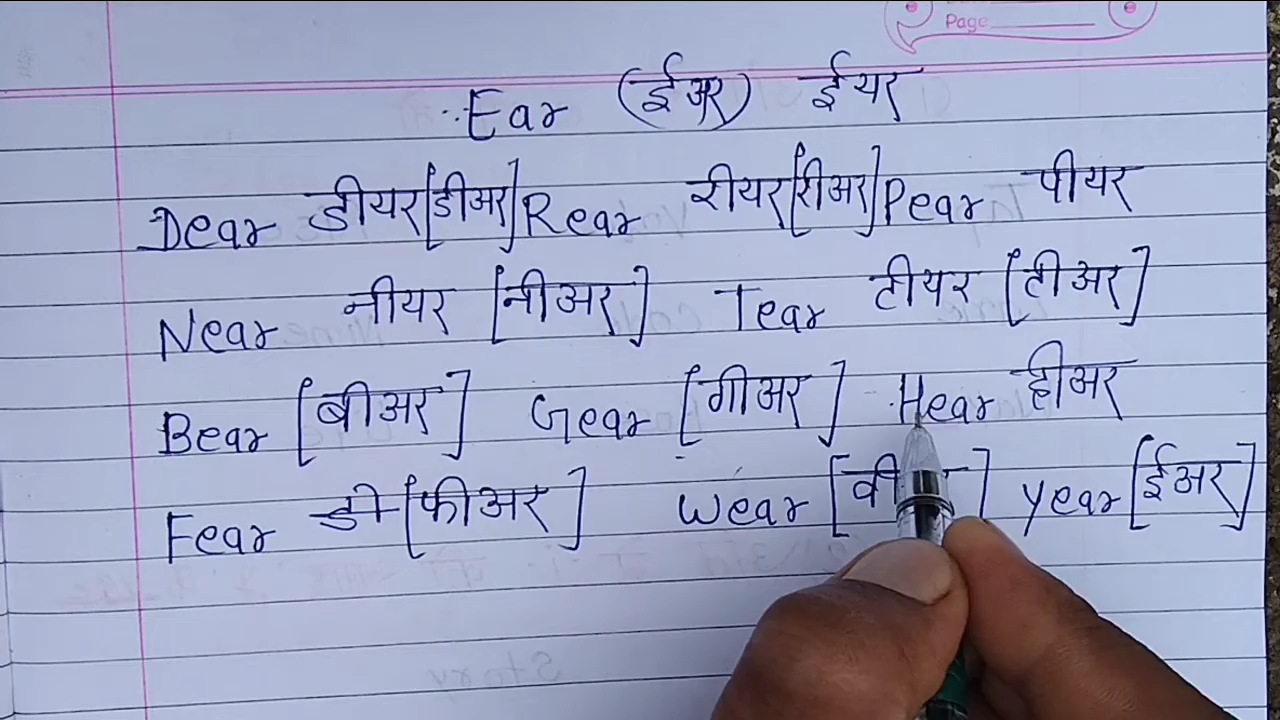 Page
Ear (ईअर) ईयर
Dear डीयर[डीअर] Rear रीयर[रीअर] Pear पीयर
Near नीयर [नीअर] Tear टीयर [टीअर]
Bear [बीअर] Gear [गीअर] Hear हीअर
Fear [फीअर] Wear Year [ईअर]
Story